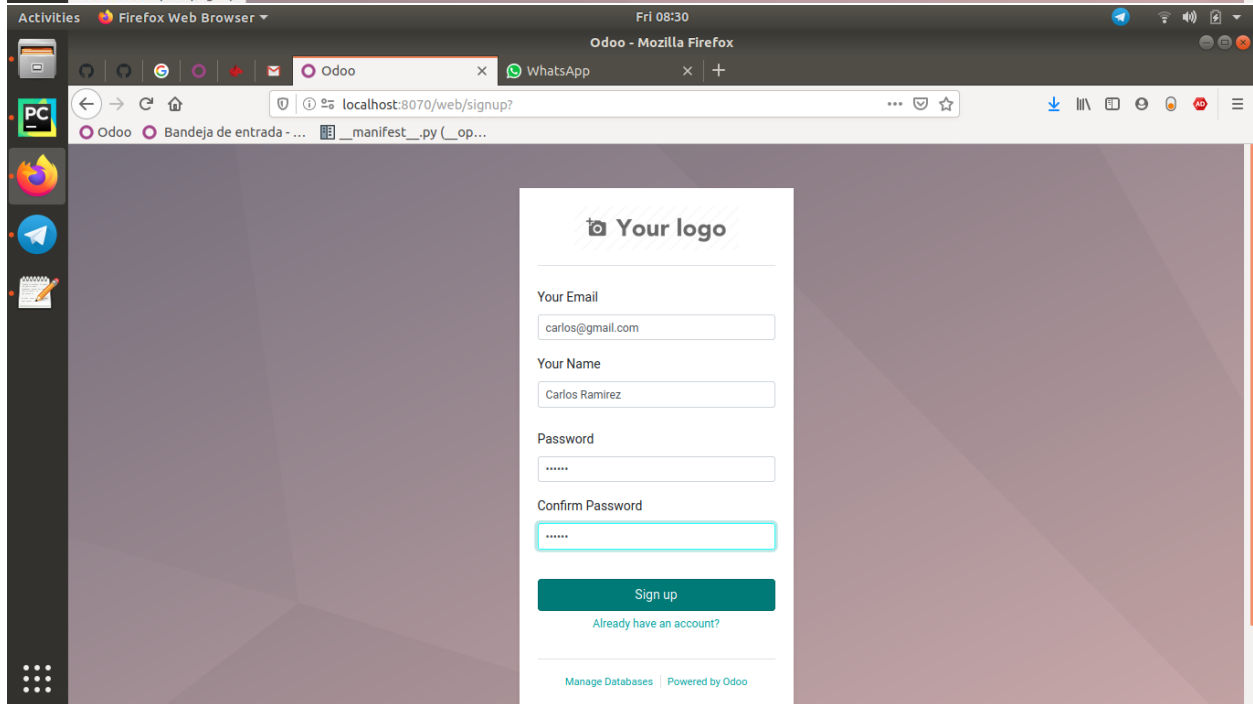 Activities Firefox Web Browser Fri 08:30
Odoo - Mozilla Firefox
Odoo WhatsApp
localhost:8070/web/signup?
Odoo Bandeja de entrada - ... __manifest__.py (__op...
PC
Your logo
Your Email
carlos@gmail.com
Your Name
Carlos Ramirez
Password
••••••
Confirm Password
••••••
Sign up
Already have an account?
Manage Databases Powered by Odoo